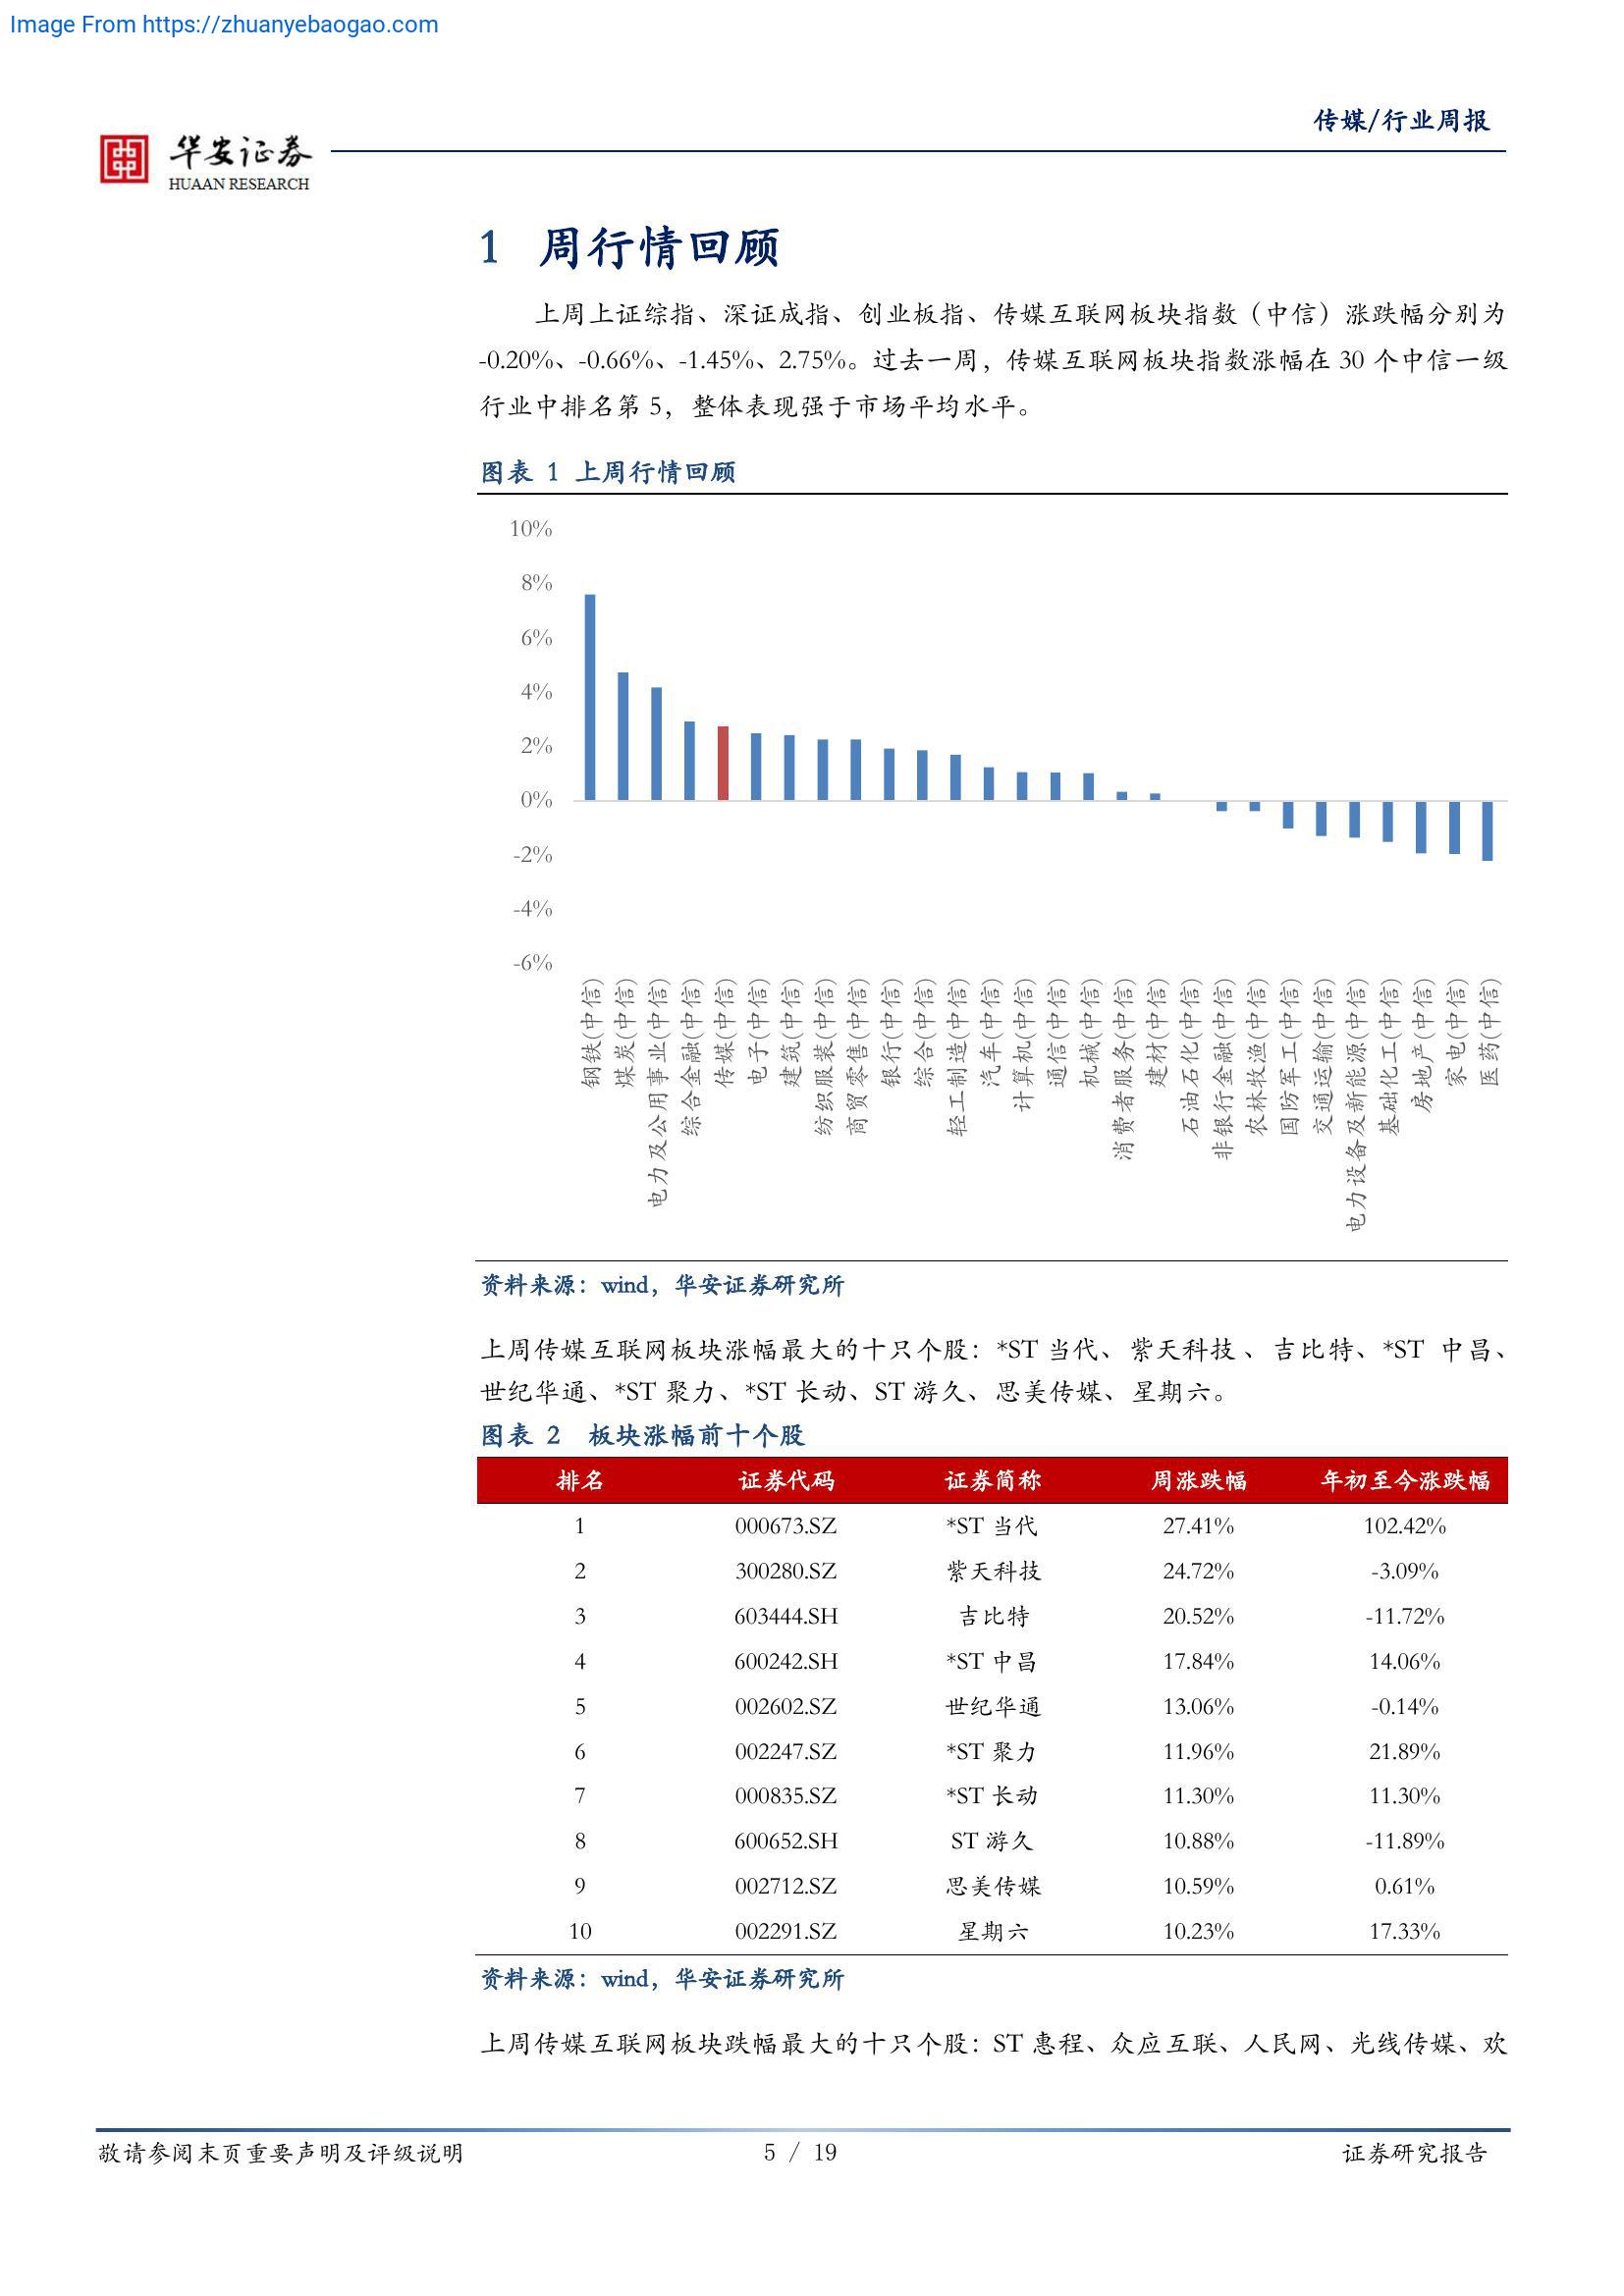 Image From https://zhuanyebaogao.com
传媒/行业周报
华安证券
HUAAN RESEARCH
1 周行情回顾
上周上证综指、深证成指、创业板指、传媒互联网板块指数（中信）涨跌幅分别为
-0.20%、-0.66%、-1.45%、2.75%。过去一周，传媒互联网板块指数涨幅在 30 个中信一级
行业中排名第 5，整体表现强于市场平均水平。
图表 1 上周行情回顾
10%
8%
6%
4%
2%
0%
-2%
-4%
-6%
钢铁(中信)
煤炭(中信)
电力及公用事业(中信)
综合金融(中信)
传媒(中信)
电子(中信)
建筑(中信)
纺织服装(中信)
商贸零售(中信)
银行(中信)
综合(中信)
轻工制造(中信)
汽车(中信)
计算机(中信)
通信(中信)
机械(中信)
消费者服务(中信)
建材(中信)
石油石化(中信)
非银行金融(中信)
农林牧渔(中信)
国防军工(中信)
交通运输(中信)
电力设备及新能源(中信)
基础化工(中信)
房地产(中信)
家电(中信)
医药(中信)
资料来源：wind，华安证券研究所
上周传媒互联网板块涨幅最大的十只个股：*ST 当代、紫天科技、吉比特、*ST 中昌、
世纪华通、*ST 聚力、*ST 长动、ST 游久、思美传媒、星期六。
图表 2 板块涨幅前十个股
排名 证券代码 证券简称 周涨跌幅 年初至今涨跌幅
1 000673.SZ *ST 当代 27.41% 102.42%
2 300280.SZ 紫天科技 24.72% -3.09%
3 603444.SH 吉比特 20.52% -11.72%
4 600242.SH *ST 中昌 17.84% 14.06%
5 002602.SZ 世纪华通 13.06% -0.14%
6 002247.SZ *ST 聚力 11.96% 21.89%
7 000835.SZ *ST 长动 11.30% 11.30%
8 600652.SH ST 游久 10.88% -11.89%
9 002712.SZ 思美传媒 10.59% 0.61%
10 002291.SZ 星期六 10.23% 17.33%
资料来源：wind，华安证券研究所
上周传媒互联网板块跌幅最大的十只个股：ST 惠程、众应互联、人民网、光线传媒、欢
敬请参阅末页重要声明及评级说明 5 / 19 证券研究报告